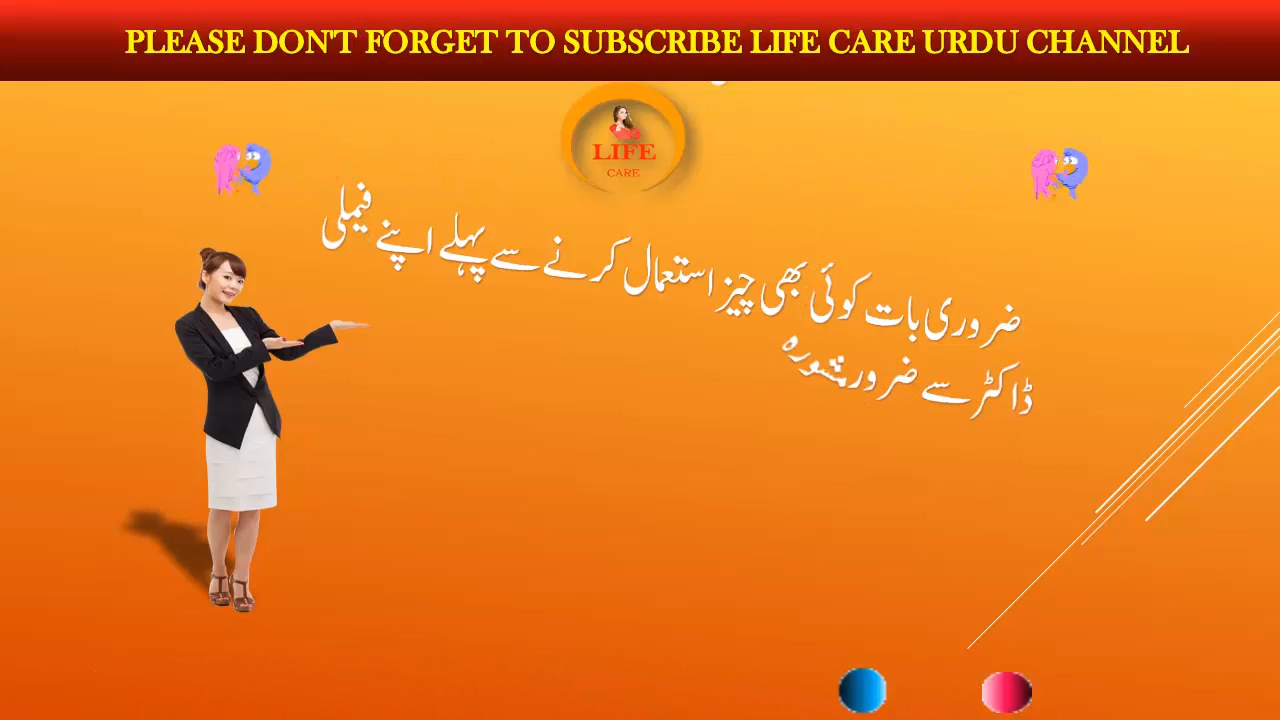 PLEASE DON'T FORGET TO SUBSCRIBE LIFE CARE URDU CHANNEL
LIFE
CARE
ضروری بات کوئی بھی چیز استعمال کرنے سے پہلے اپنے فیملی
ڈاکٹر سے ضرور مشورہ